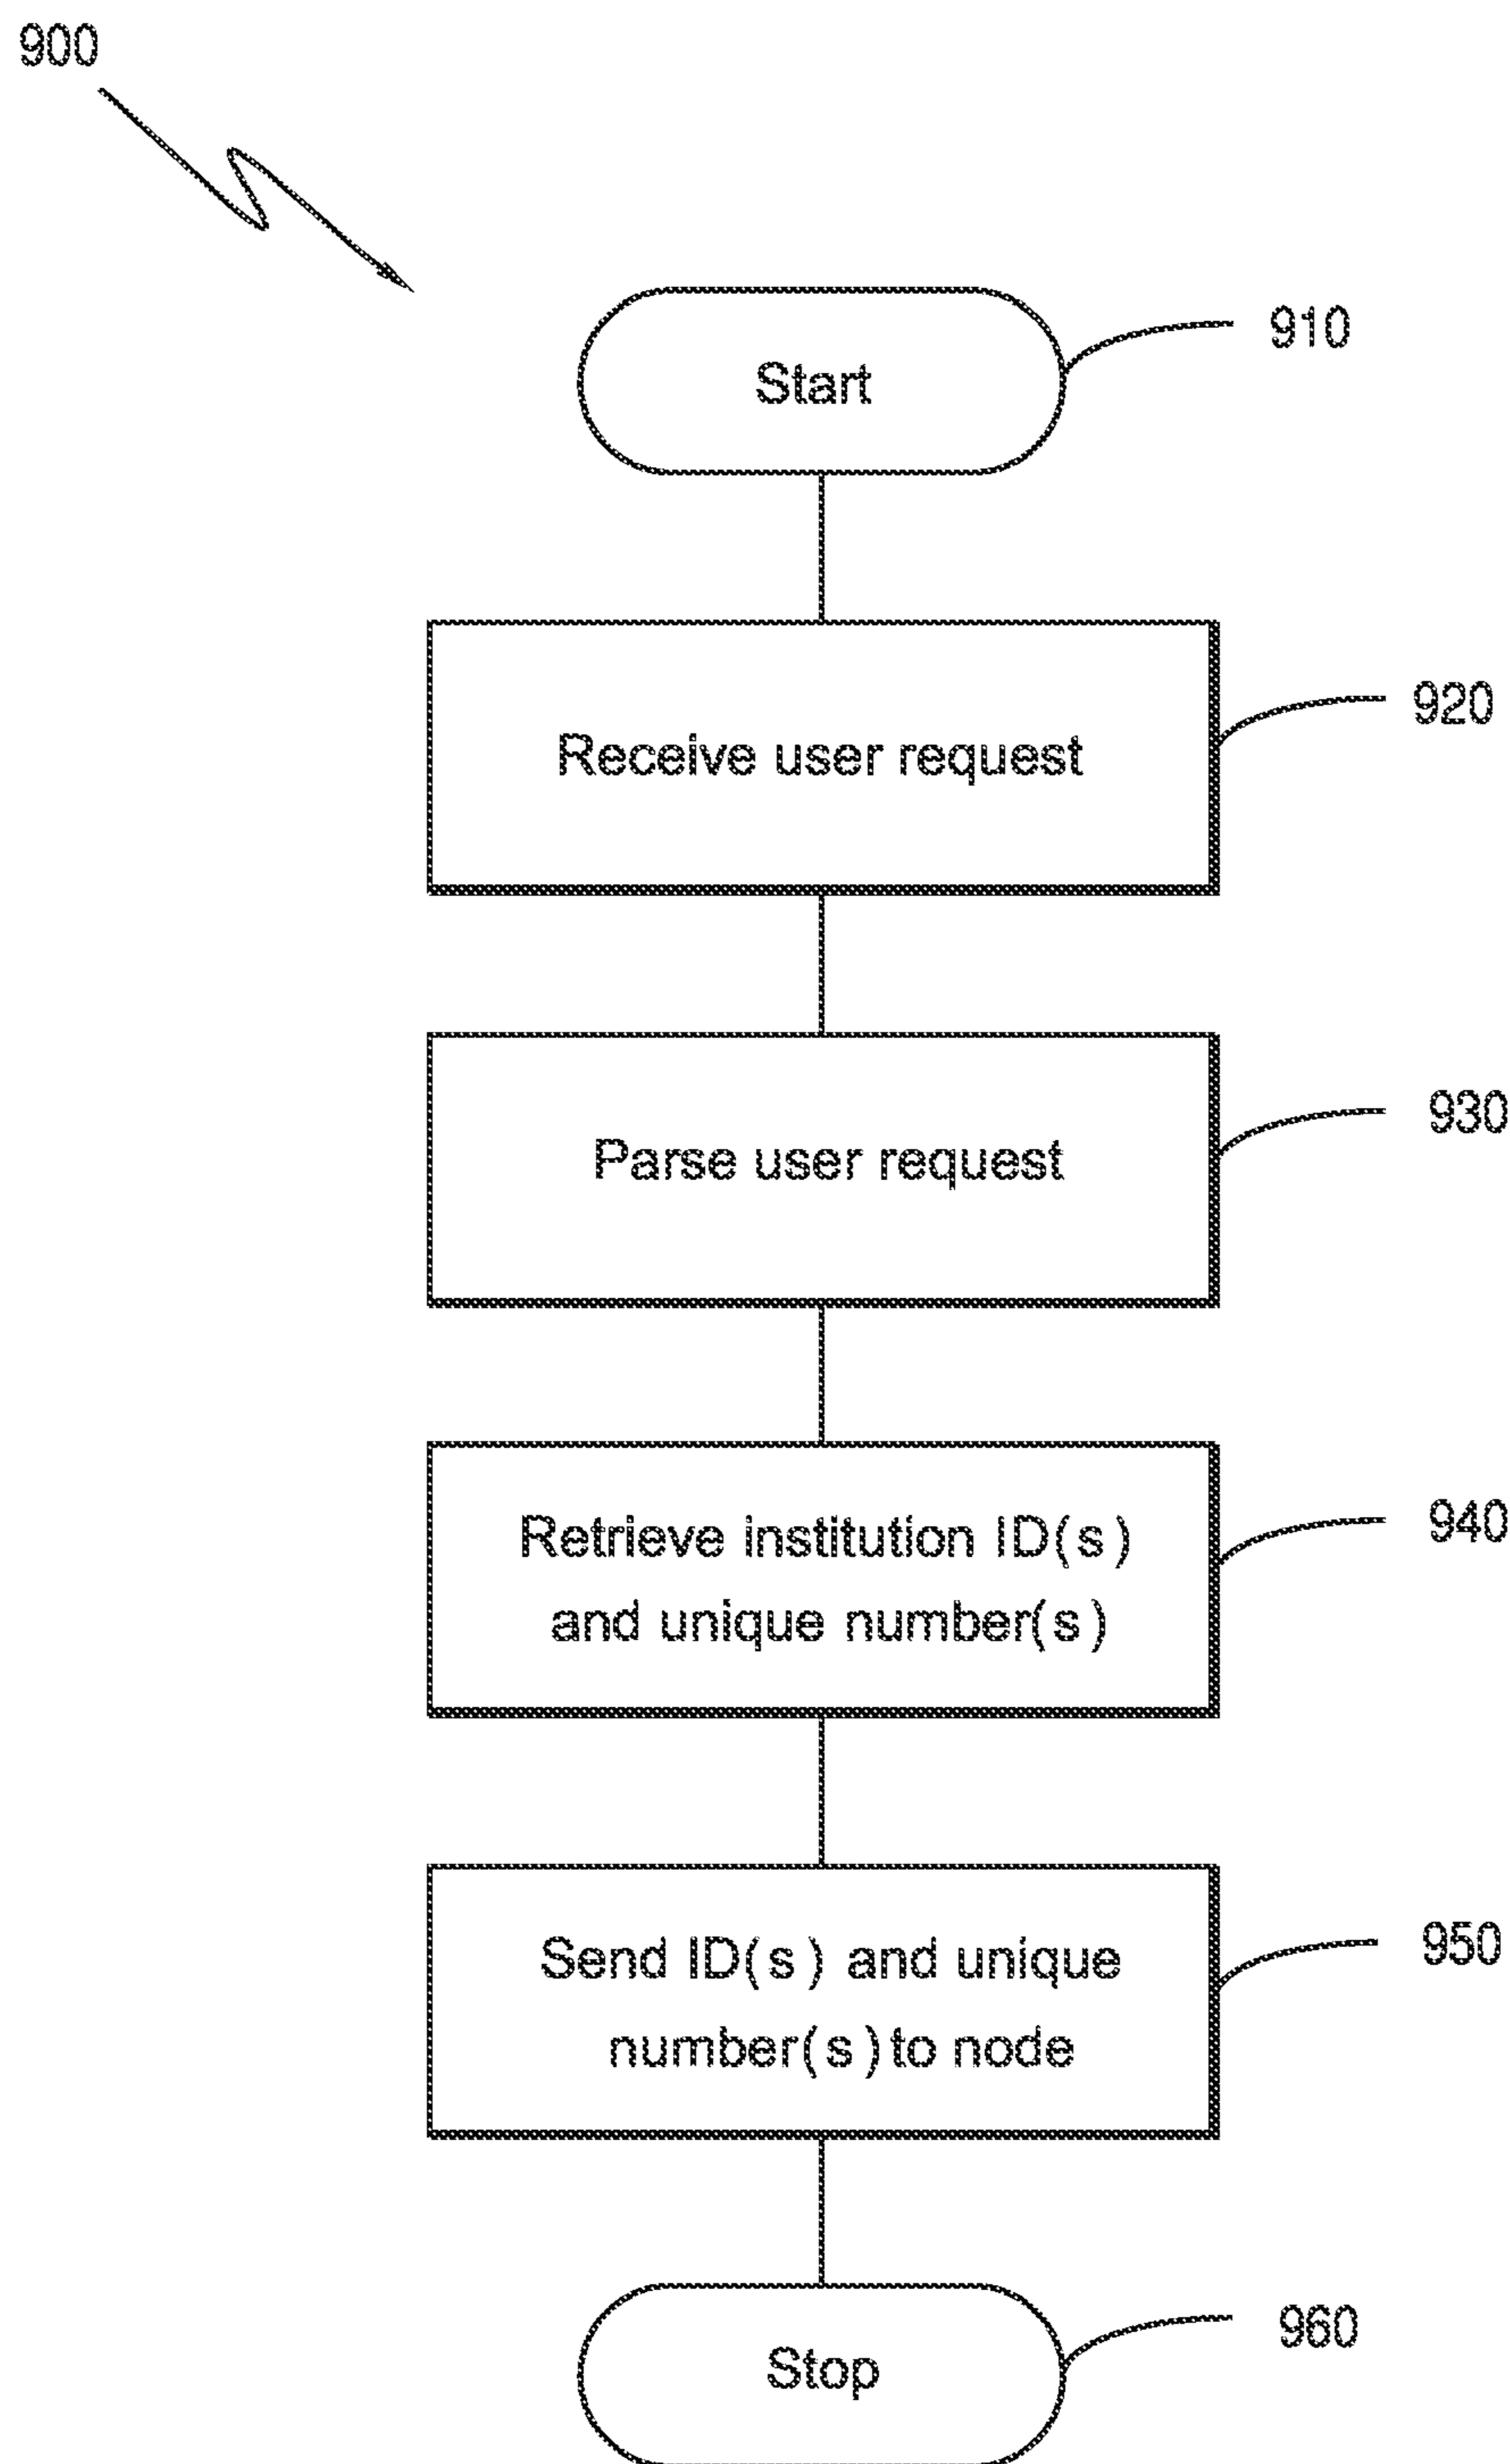 900
Start
910
Receive user request
920
Parse user request
930
Retrieve institution ID(s)
and unique number(s)
940
Send ID(s) and unique
number(s) to node
950
Stop
960